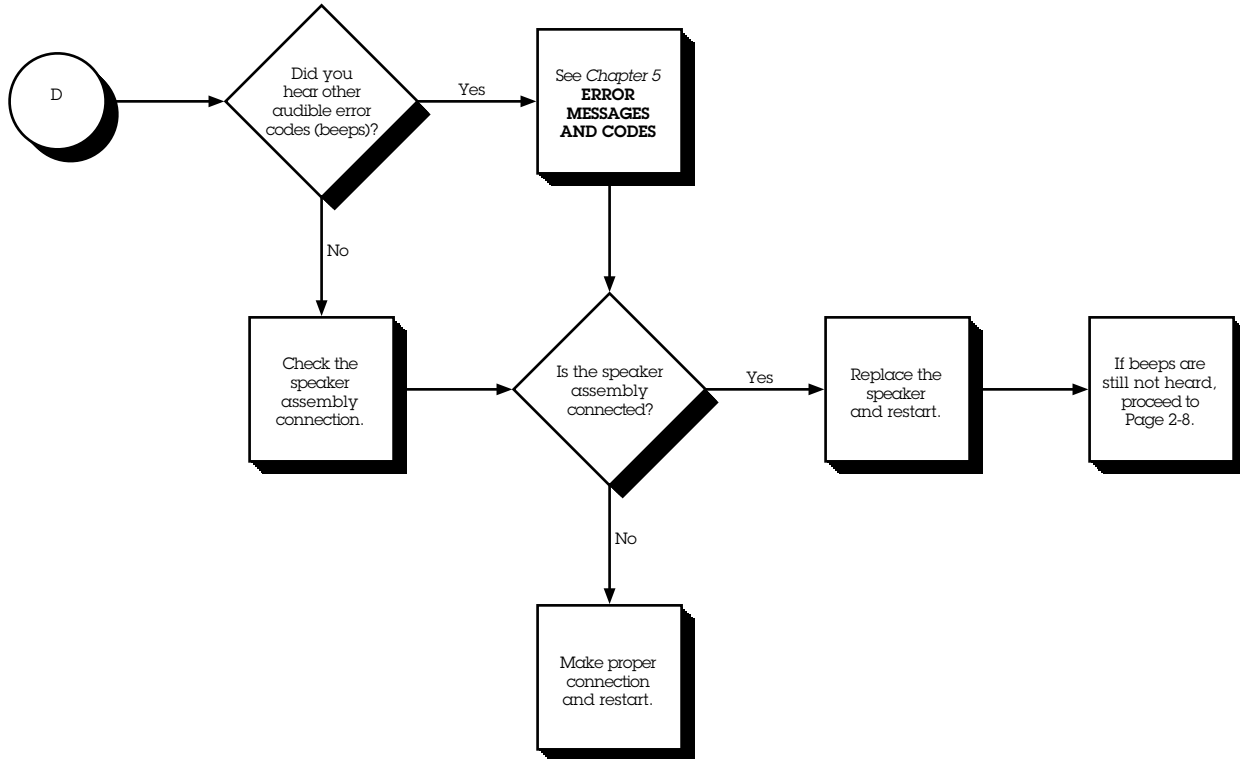 D
Did you
hear other
audible error
codes (beeps)?
Yes
See Chapter 5
ERROR
MESSAGES
AND CODES
No
Check the
speaker
assembly
connection.
Is the speaker
assembly
connected?
Yes
Replace the
speaker
and restart.
If beeps are
still not heard,
proceed to
Page 2-8.
No
Make proper
connection
and restart.